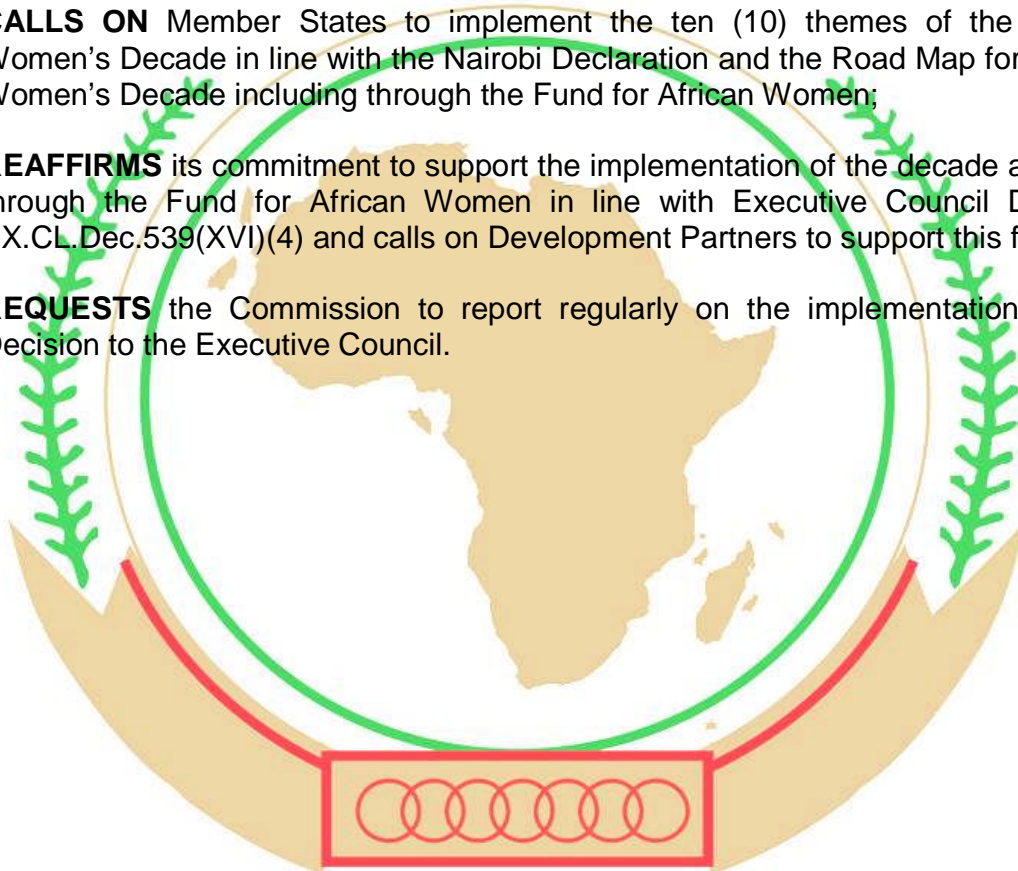 CALLS ON Member States to implement the ten (10) themes of the
Women's Decade in line with the Nairobi Declaration and the Road Map for
Women's Decade including through the Fund for African Women;
REAFFIRMS its commitment to support the implementation of the decade
through the Fund for African Women in line with Executive Council
EX.CL.Dec.539(XVI)(4) and calls on Development Partners to support this
REQUESTS the Commission to report regularly on the implementation
Decision to the Executive Council.